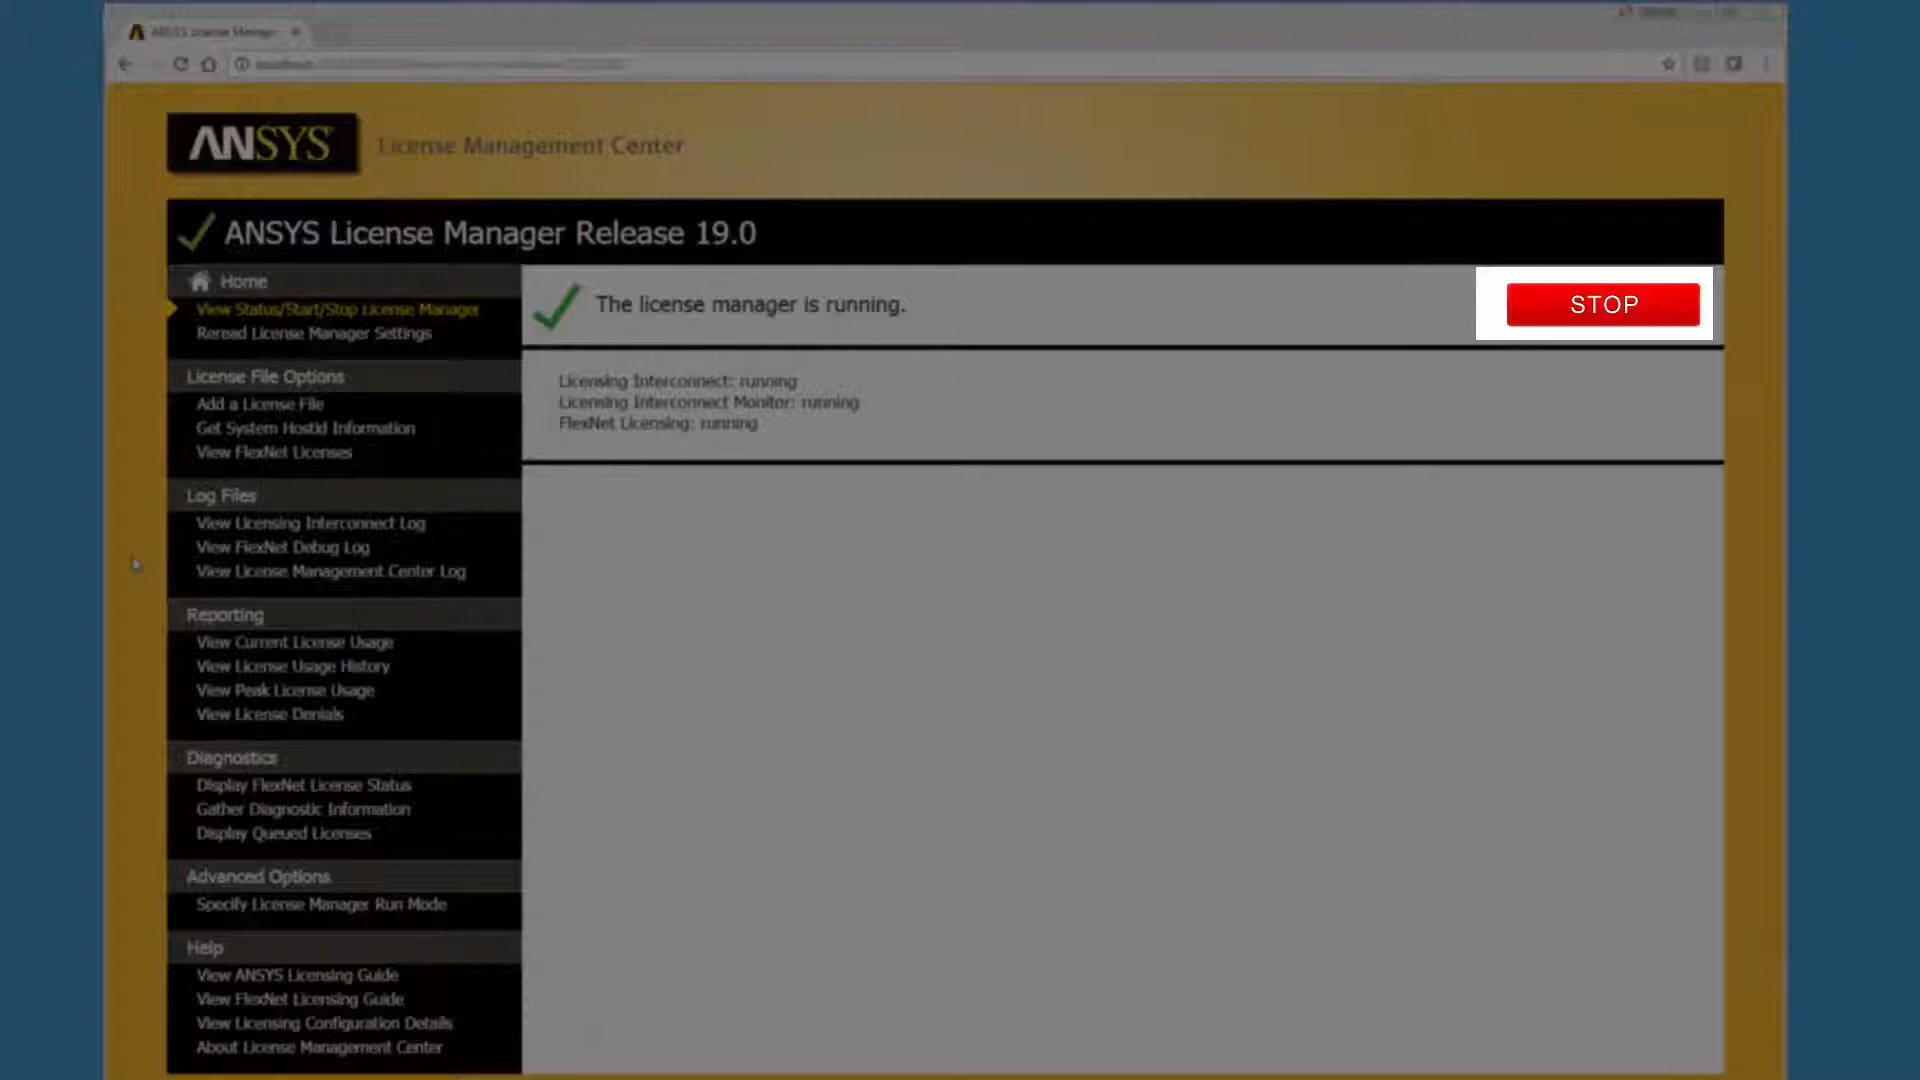 ANSYS License Manager
ANSYS License Management Center
ANSYS License Manager Release 19.0
Home
View Status/Start/Stop License Manager
Reread License Manager Settings
The license manager is running.
STOP
Licensing Interconnect: running
Licensing Interconnect Monitor: running
FlexNet Licensing: running
License File Options
Add a License File
Get System HostId Information
View FlexNet Licenses
Log Files
View Licensing Interconnect Log
View FlexNet Debug Log
View License Management Center Log
Reporting
View Current License Usage
View License Usage History
View Peak License Usage
View License Denials
Diagnostics
Display FlexNet License Status
Gather Diagnostic Information
Display Queued Licenses
Advanced Options
Specify License Manager Run Mode
Help
View ANSYS Licensing Guide
View FlexNet Licensing Guide
View Licensing Configuration Details
About License Management Center